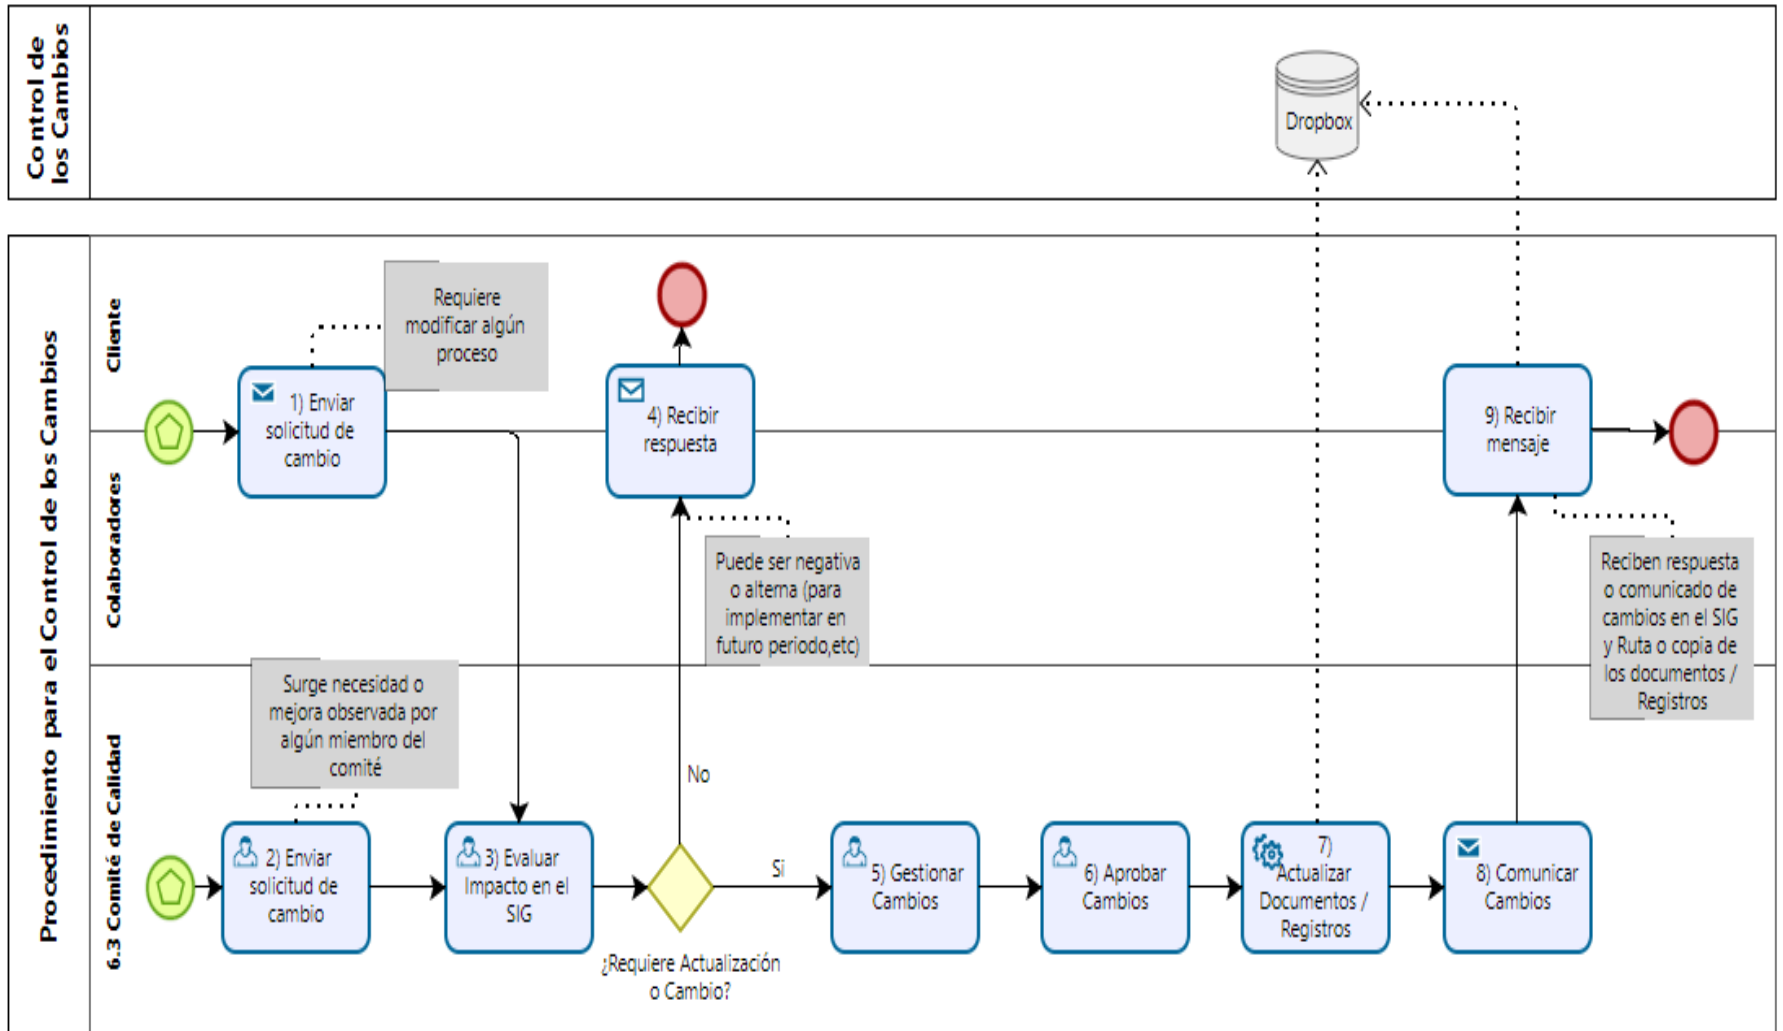 Control de
los Cambios
Dropbox
Procedimiento para el Control de los Cambios
Cliente
Requiere
modificar algún
proceso
1) Enviar
solicitud de
cambio
4) Recibir
respuesta
9) Recibir
mensaje
Colaboradores
Puede ser negativa
o alterna (para
implementar en
futuro periodo,etc)
Reciben respuesta
o comunicado de
cambios en el SIG
y Ruta o copia de
los documentos /
Registros
6.3 Comité de Calidad
Surge necesidad o
mejora observada por
algún miembro del
comité
2) Enviar
solicitud de
cambio
3) Evaluar
Impacto en el
SIG
No
Si
¿Requiere Actualización
o Cambio?
5) Gestionar
Cambios
6) Aprobar
Cambios
7)
Actualizar
Documentos /
Registros
8) Comunicar
Cambios